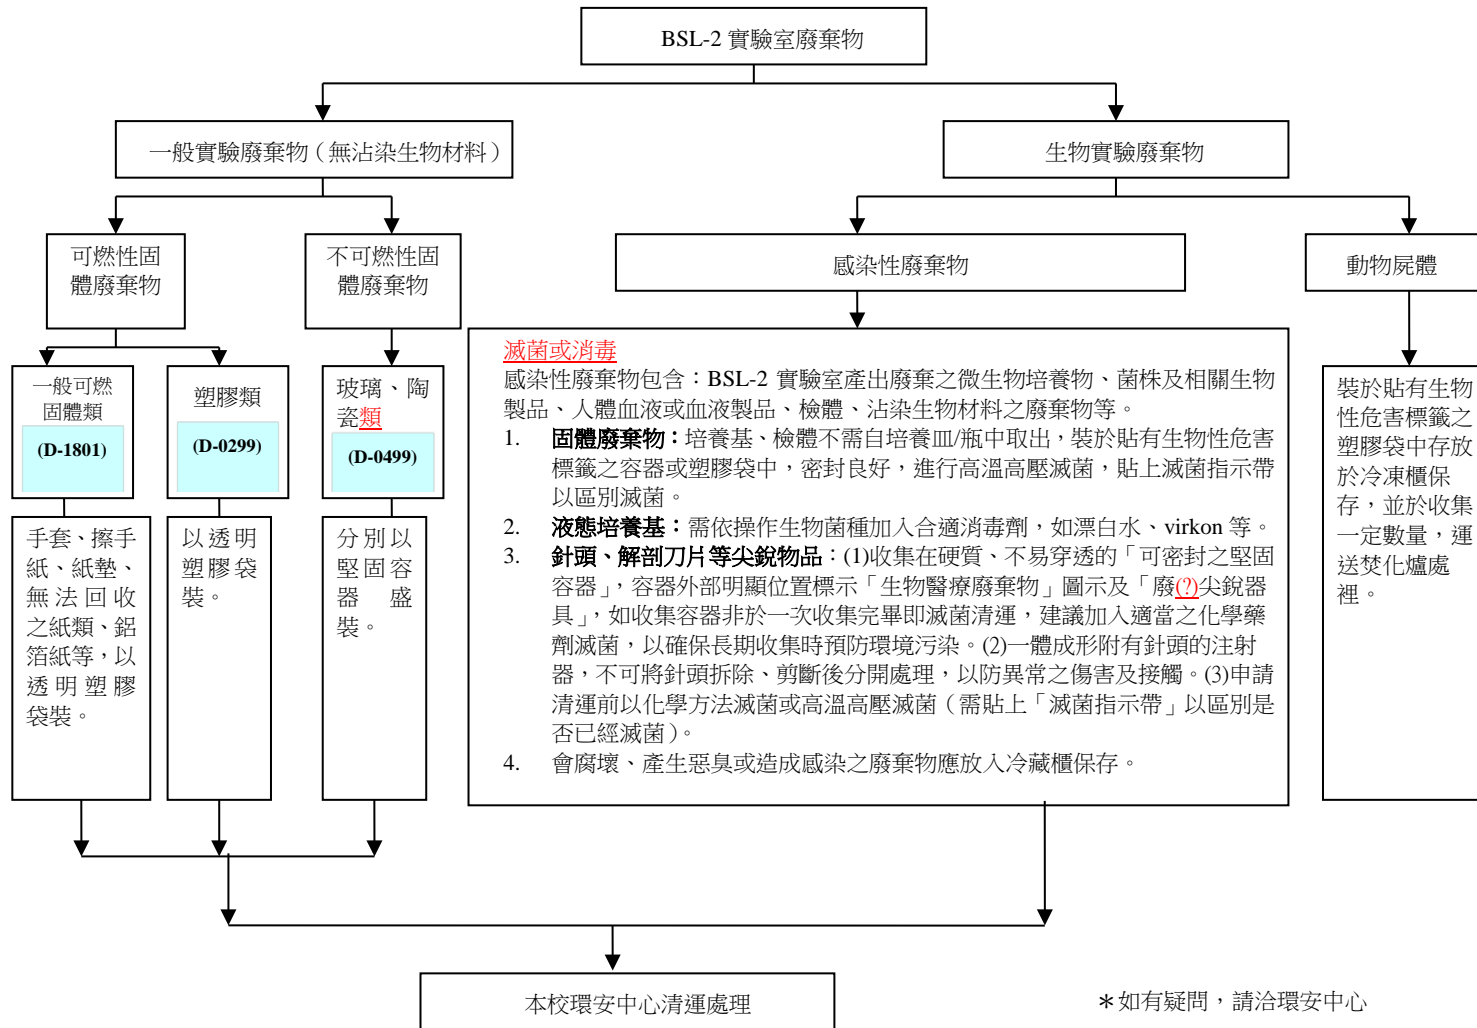 BSL-2 實驗室廢棄物
一般實驗廢棄物（無沾染生物材料）
生物實驗廢棄物
可燃性固
體廢棄物
不可燃性固
體廢棄物
感染性廢棄物
動物屍體
一般可燃
固體類
(D-1801)
塑膠類
(D-0299)
玻璃、陶
瓷類
(D-0499)
手套、擦手
紙、紙墊、
無法回收
之紙類、鋁
箔紙等，以
透明塑膠
袋裝。
以透明
塑膠袋
裝。
分別以
堅固容
器盛
裝。
滅菌或消毒
感染性廢棄物包含：BSL-2 實驗室產出廢棄之微生物培養物、菌株及相關生物
製品、人體血液或血液製品、檢體、沾染生物材料之廢棄物等。
1. 固體廢棄物：培養基、檢體不需自培養皿/瓶中取出，裝於貼有生物性危害
標籤之容器或塑膠袋中，密封良好，進行高溫高壓滅菌，貼上滅菌指示帶
以區別滅菌。
2. 液態培養基：需依操作生物菌種加入合適消毒劑，如漂白水、virkon 等。
3. 針頭、解剖刀片等尖銳物品：(1)收集在硬質、不易穿透的「可密封之堅固
容器」，容器外部明顯位置標示「生物醫療廢棄物」圖示及「廢(?)尖銳器
具」，如收集容器非於一次收集完畢即滅菌清運，建議加入適當之化學藥
劑滅菌，以確保長期收集時預防環境污染。(2)一體成形附有針頭的注射
器，不可將針頭拆除、剪斷後分開處理，以防異常之傷害及接觸。(3)申請
清運前以化學方法滅菌或高溫高壓滅菌（需貼上「滅菌指示帶」以區別是
否已經滅菌）。
4. 會腐壞、產生惡臭或造成感染之廢棄物應放入冷藏櫃保存。
裝於貼有生物
性危害標籤之
塑膠袋中存放
於冷凍櫃保
存，並於收集
一定數量，運
送焚化爐處
裡。
本校環安中心清運處理
＊如有疑問，請洽環安中心